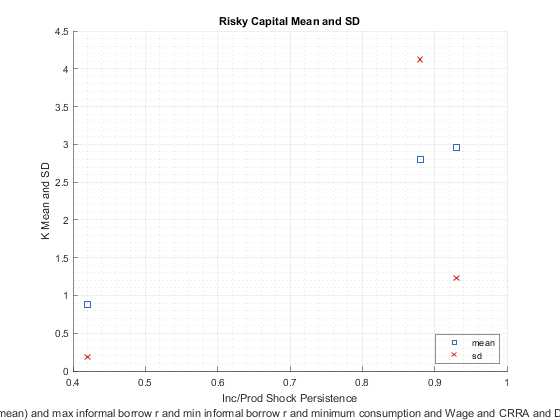 Risky Capital Mean and SD
4.5
4
3.5
3
2.5
2
1.5
1
0.5
0
K Mean and SD
mean
sd
0.4 0.5 0.6 0.7 0.8 0.9 1
Inc/Prod Shock Persistence
mean) and max informal borrow r and min informal borrow r and minimum consumption and Wage and CRRA and